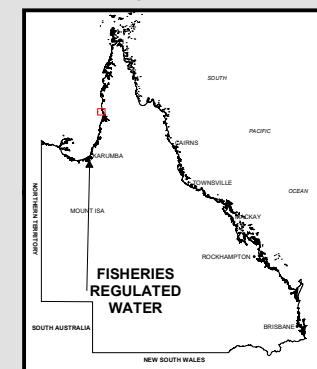 SOUTH
PACIFIC
OCEAN
CAIRNS
KARUMBA
TOWNSVILLE
NORTHERN TERRITORY
MOUNT ISA
MACKAY
ROCKHAMPTON
FISHERIES
REGULATED
WATER
SOUTH AUSTRALIA
BRISBANE
NEW SOUTH WALES